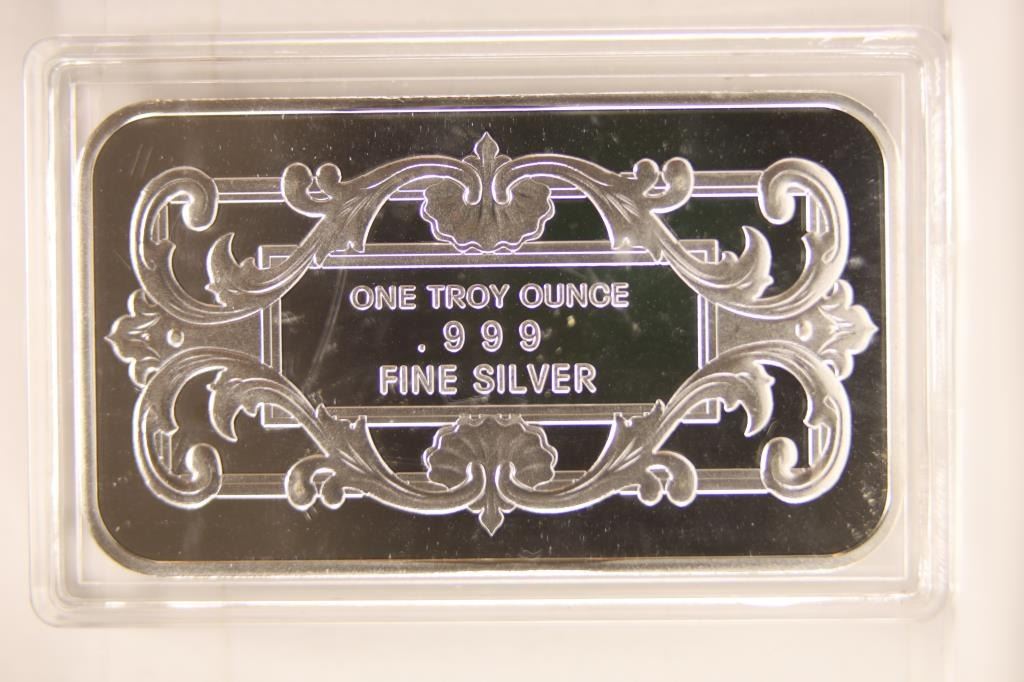 ONE TROY OUNCE
.999
FINE SILVER